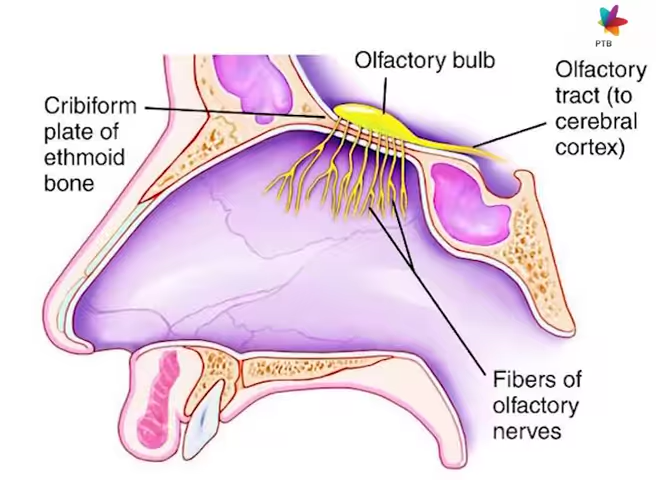 PTB
Olfactory bulb
Olfactory
tract (to
cerebral
cortex)
Cribiform
plate of
ethmoid
bone
Fibers of
olfactory
nerves